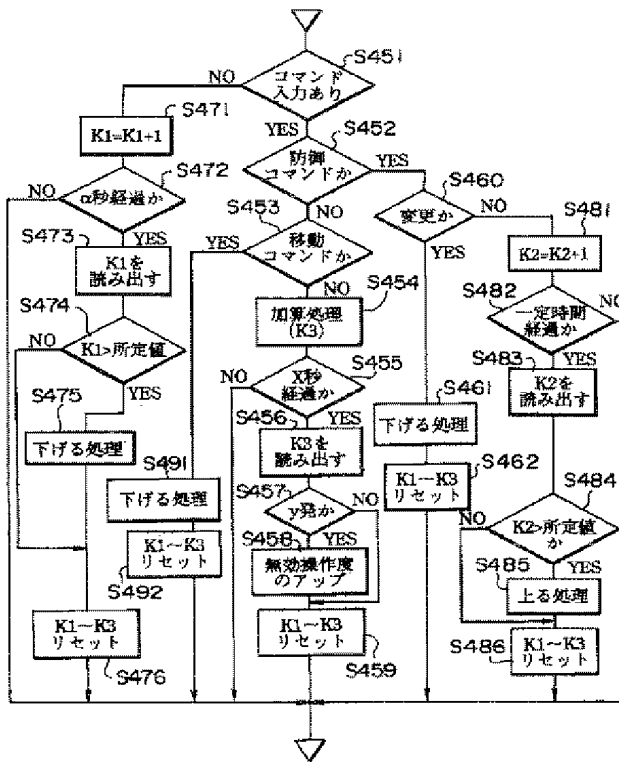 S451
コマンド
入力あり
NO
YES
S471
K1=K1+1
S472
α秒経過か
NO
YES
S473
K1を
読み出す
S474
K1>所定値
NO
YES
S475
下げる処理
K1～K3
リセット
S476
S452
防御
コマンドか
YES
NO
S453
移動
コマンドか
YES
NO
S491
下げる処理
K1～K3
リセット
S492
S454
加算処理
(K3)
S455
X秒
経過か
NO
YES
S456
K3を
読み出す
S457
y発か
NO
YES
S458
無効操作度
のアップ
K1～K3
リセット
S459
S460
変更か
NO
YES
S461
下げる処理
S462
K1～K3
リセット
S481
K2=K2+1
S482
一定時間
経過か
NO
YES
S483
K2を
読み出す
S484
K2>所定値
か
NO
YES
S485
上る処理
S486
K1～K3
リセット